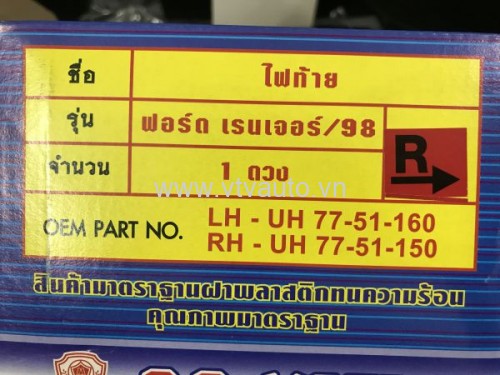 ชื่อ ไฟท้าย
รุ่น ฟอร์ด เรนเจอร์/98
จำนวน 1 ดวง
R
www.vtvauto.vn
OEM PART NO. LH - UH 77-51-160
RH - UH 77-51-150
สินค้ามาตราฐานฝาพลาสติกทนความร้อน
คุณภาพมาตราฐาน